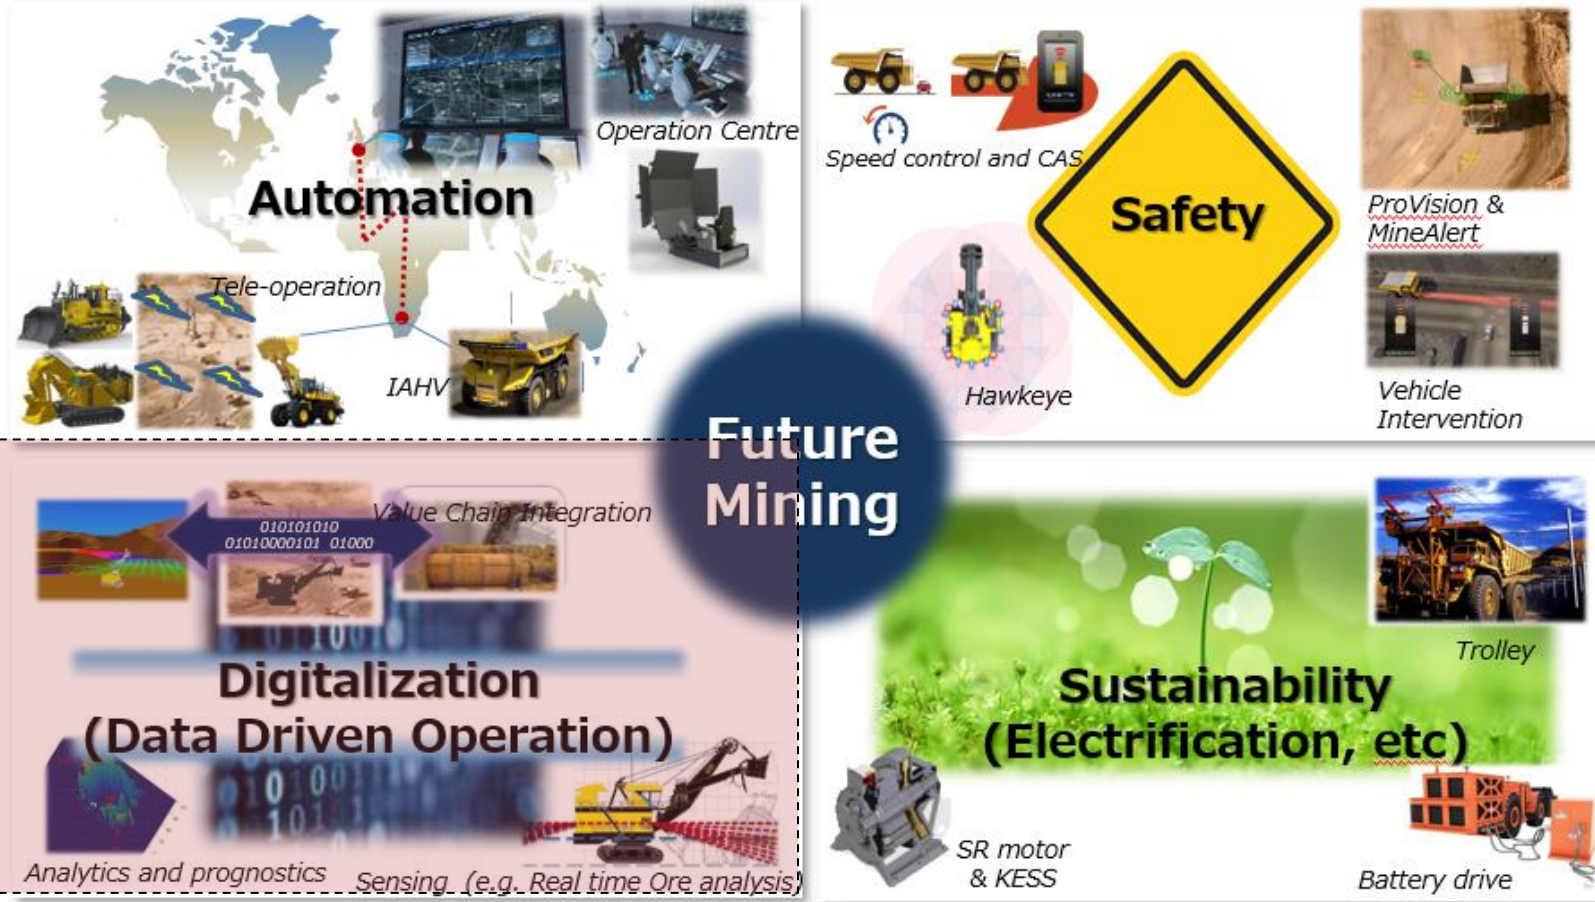 Operation Centre
Automation
Tele-operation
IAHV
Speed control and CAS
Safety
ProVision &
MineAlert
Hawkeye
Vehicle
Intervention
Future
Mining
Value Chain Integration
010101010
01010000101 01000
Digitalization
(Data Driven Operation)
Analytics and prognostics
Sensing (e.g. Real time Ore analysis)
Trolley
Sustainability
(Electrification, etc)
SR motor
& KESS
Battery drive